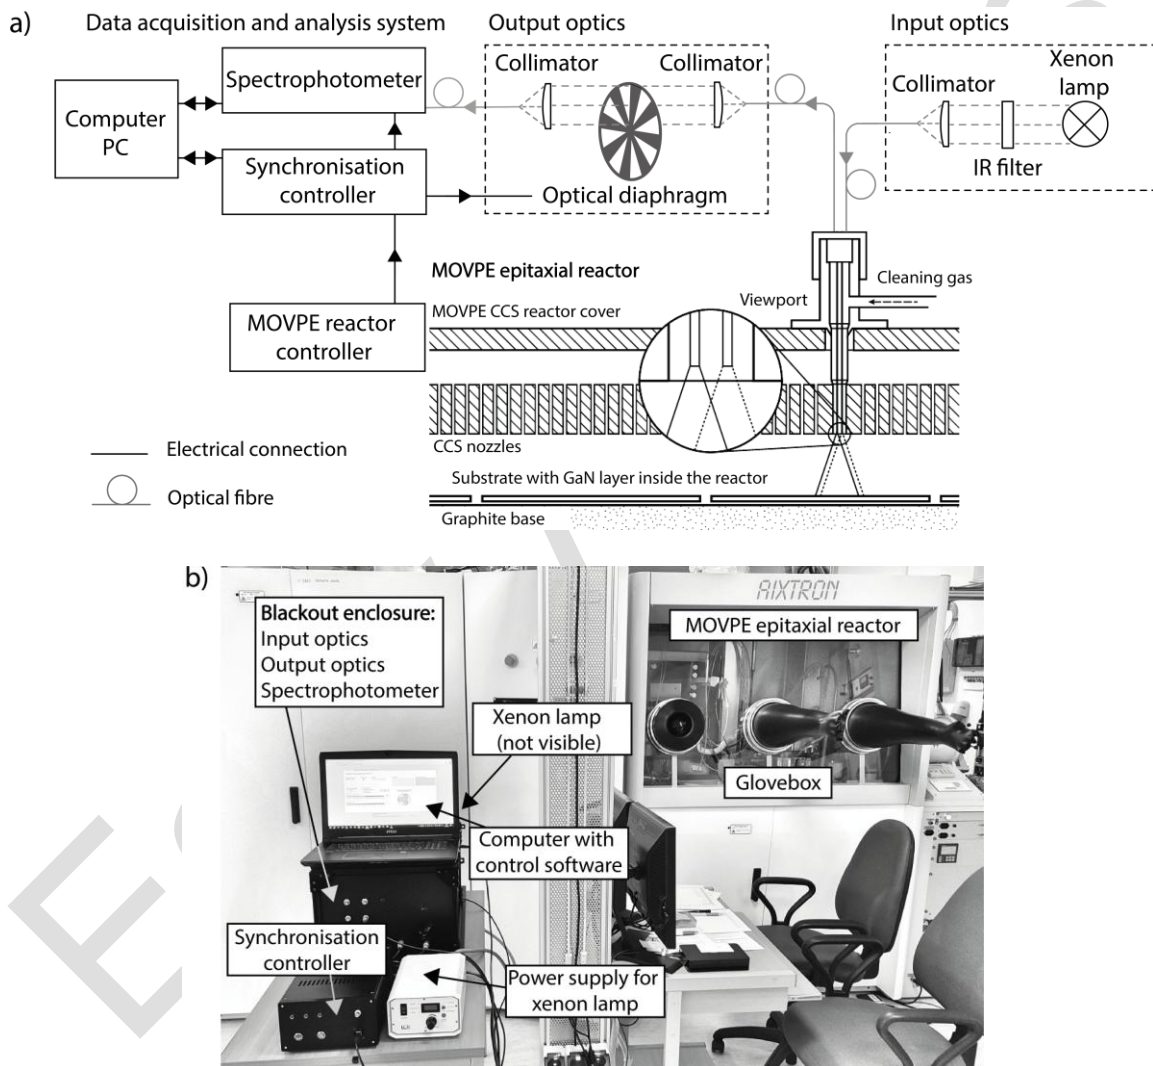 a)
Data acquisition and analysis system
Output optics
Input optics
Spectrophotometer
Computer
PC
Synchronisation
controller
MOVPE reactor
controller
Collimator
Collimator
Optical diaphragm
Collimator
Xenon
lamp
IR filter
MOVPE epitaxial reactor
MOVPE CCS reactor cover
Viewport
Cleaning gas
CCS nozzles
Substrate with GaN layer inside the reactor
Graphite base
Electrical connection
Optical fibre
b)
Blackout enclosure:
Input optics
Output optics
Spectrophotometer
AIXTRON
MOVPE epitaxial reactor
Xenon lamp
(not visible)
Glovebox
Computer with
control software
Synchronisation
controller
Power supply for
xenon lamp